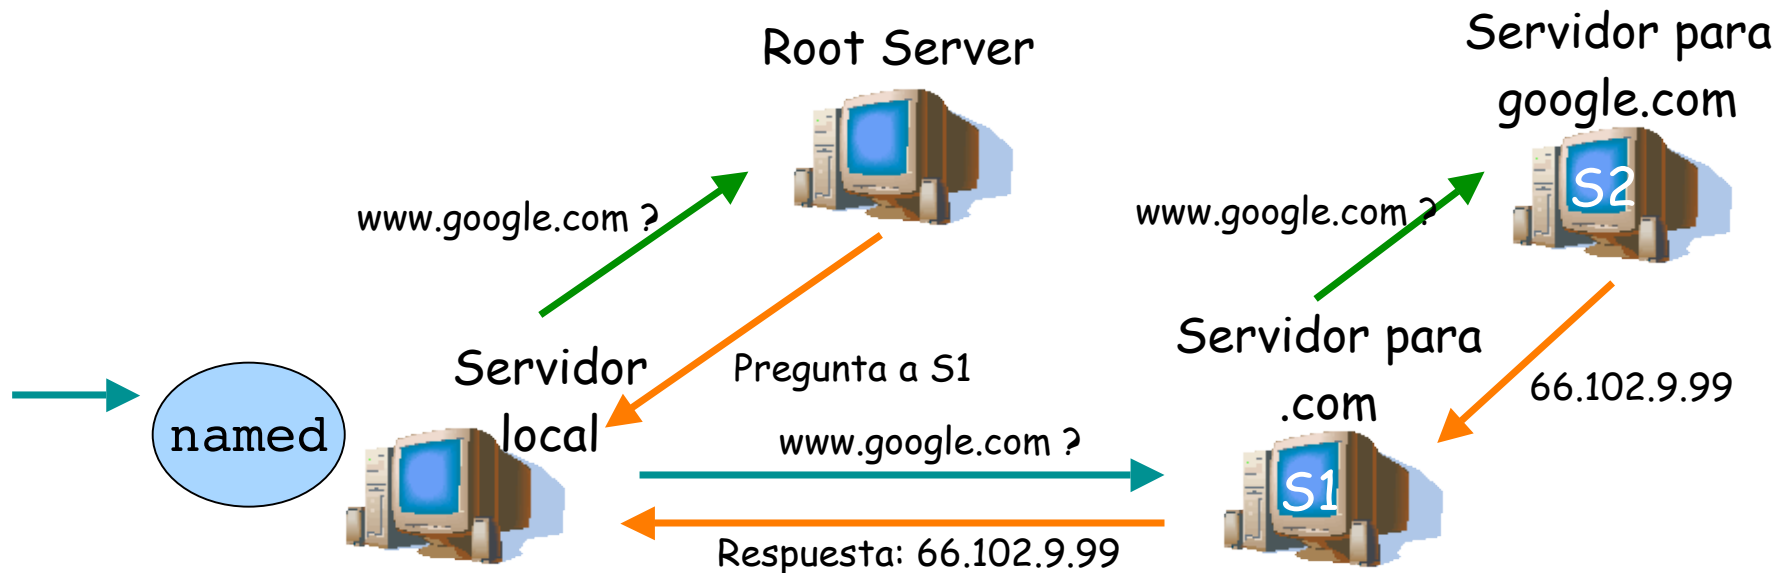 Root Server
Servidor para
google.com
S2
www.google.com ?
www.google.com ?
Servidor
local
Pregunta a S1
Servidor para
.com
66.102.9.99
named
www.google.com ?
S1
Respuesta: 66.102.9.99